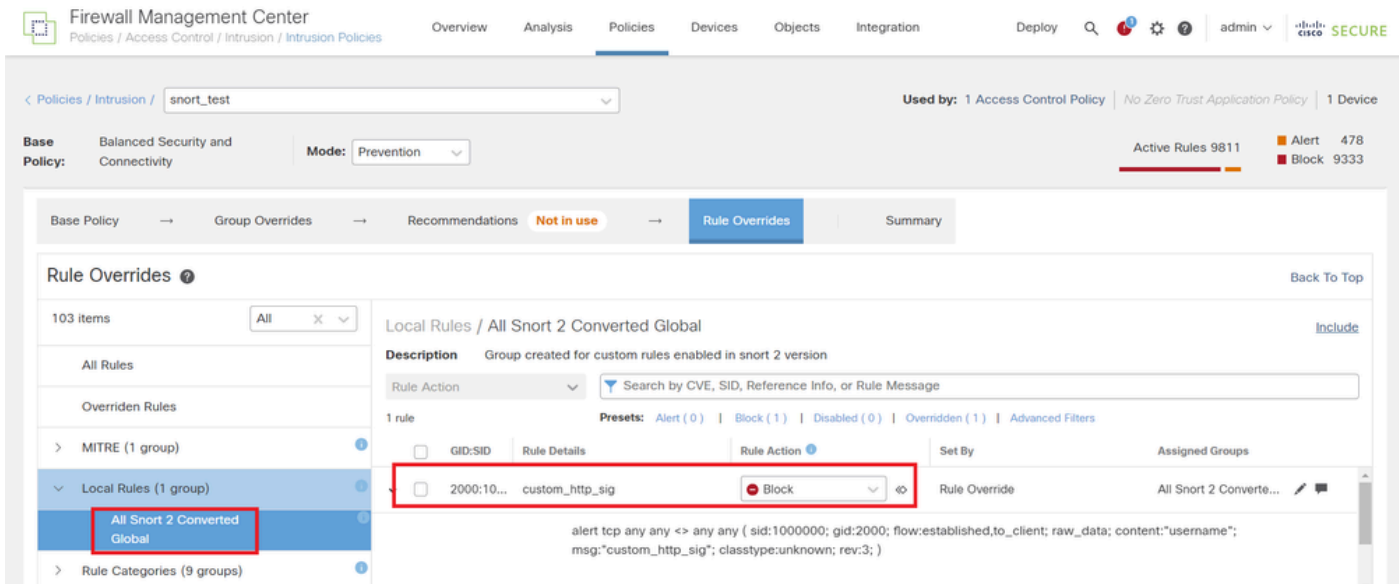 Firewall Management Center
Policies / Access Control / Intrusion / Intrusion Policies
Overview Analysis Policies Devices Objects Integration Deploy 1 admin cisco SECURE
Policies / Intrusion / snort_test Used by: 1 Access Control Policy | No Zero Trust Application Policy | 1 Device
Base Policy: Balanced Security and Connectivity Mode: Prevention Active Rules 9811 Alert 478
Block 9333
Base Policy → Group Overrides → Recommendations Not in use → Rule Overrides Summary
Rule Overrides Back To Top
103 items All
All Rules
Overriden Rules
MITRE (1 group)
Local Rules (1 group)
All Snort 2 Converted
Global
Rule Categories (9 groups)
Local Rules / All Snort 2 Converted Global Include
Description Group created for custom rules enabled in snort 2 version
Rule Action Search by CVE, SID, Reference Info, or Rule Message
1 rule Presets: Alert ( 0 ) | Block ( 1 ) | Disabled ( 0 ) | Overridden ( 1 ) | Advanced Filters
GID:SID Rule Details Rule Action Set By Assigned Groups
2000:10... custom_http_sig Block Rule Override All Snort 2 Converte...
alert tcp any any <> any any ( sid:1000000; gid:2000; flow:established,to_client; raw_data; content:"username";
msg:"custom_http_sig"; classtype:unknown; rev:3; )